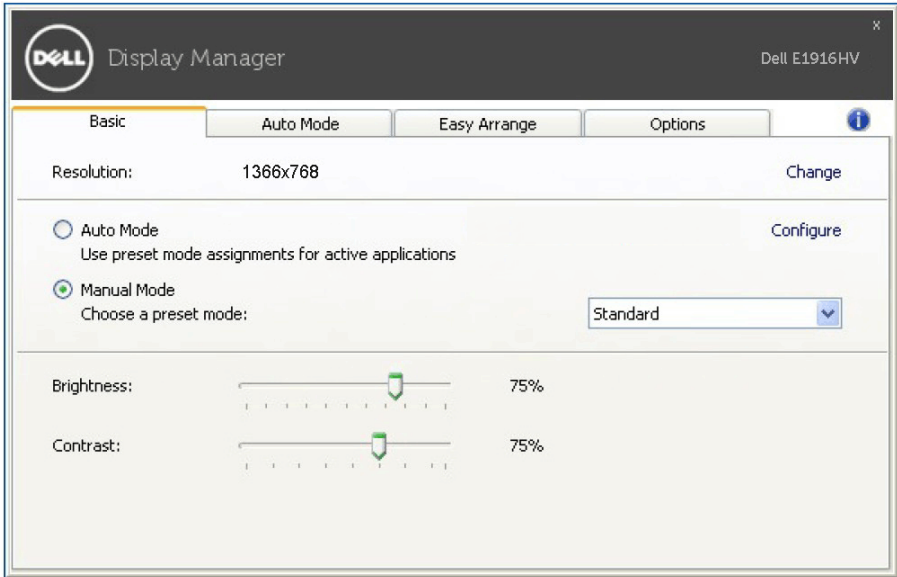 x
DELL Display Manager Dell E1916HV
Basic Auto Mode Easy Arrange Options i
Resolution: 1366x768 Change
Auto Mode Configure
Use preset mode assignments for active applications
Manual Mode
Choose a preset mode: Standard
Brightness: 75%
Contrast: 75%